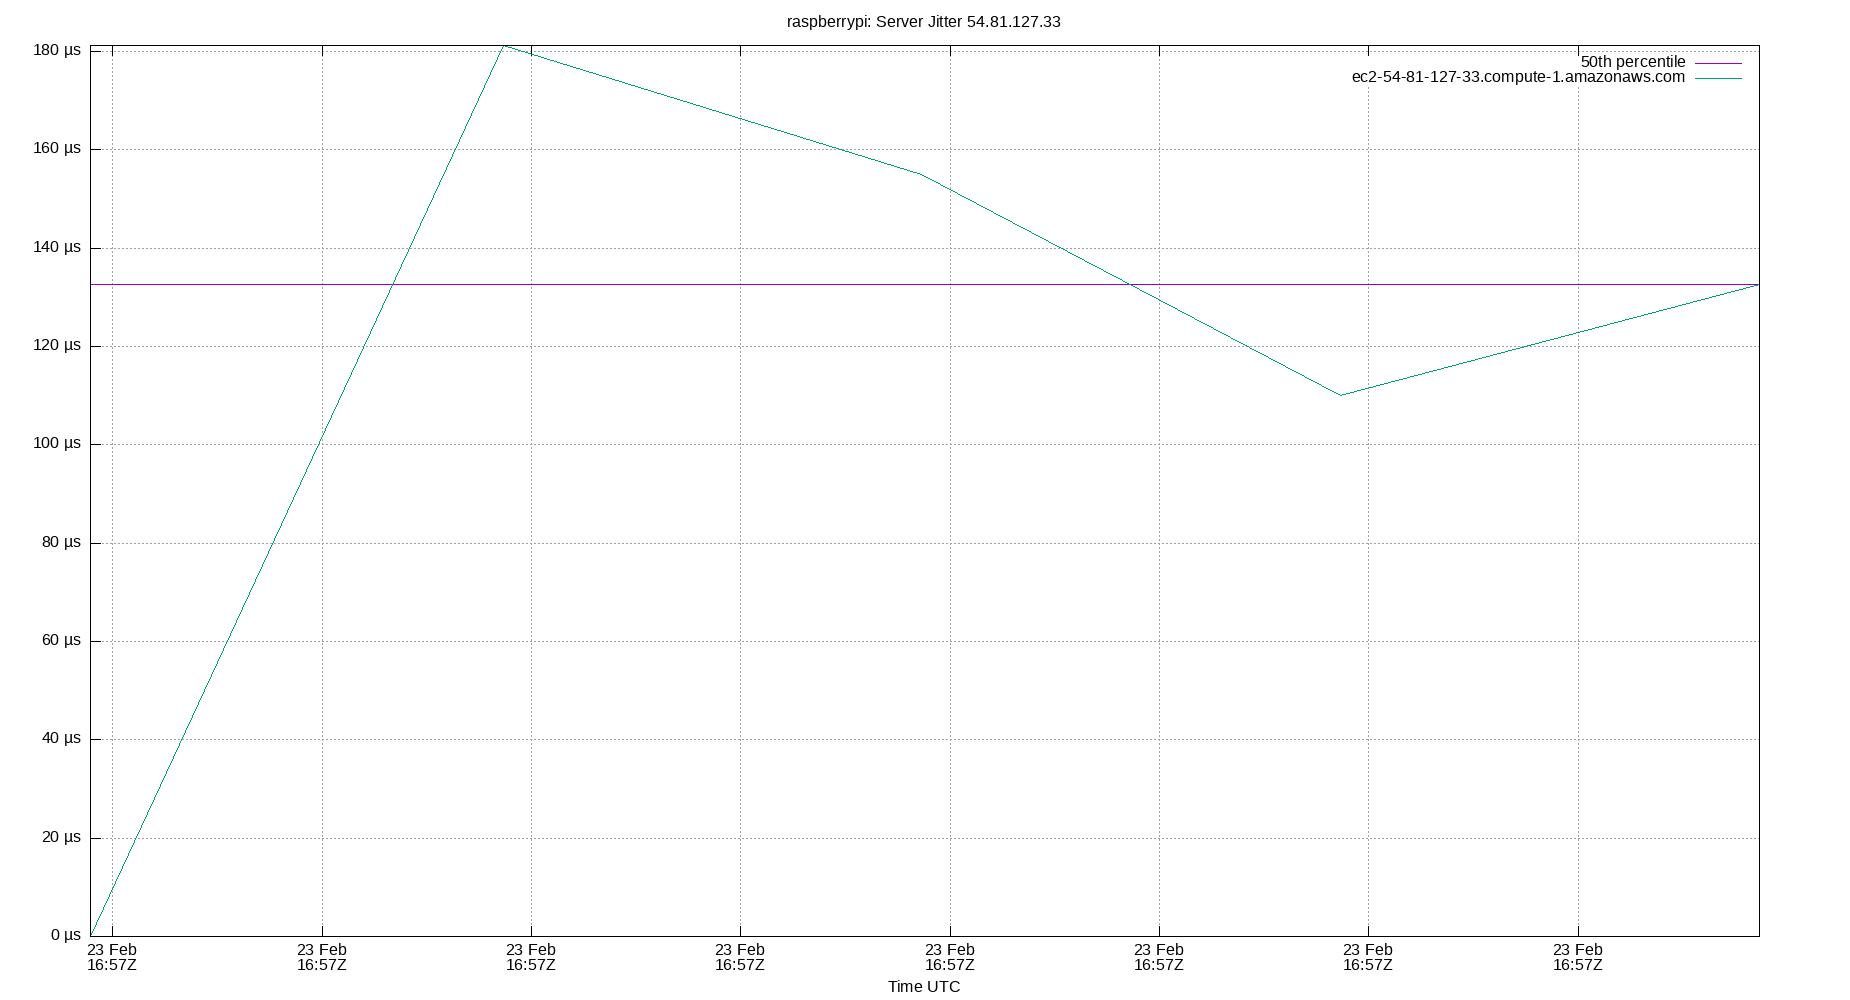 raspberrypi: Server Jitter 54.81.127.33
180 µs
160 µs
140 µs
120 µs
100 µs
80 µs
60 µs
40 µs
20 µs
0 µs
50th percentile
ec2-54-81-127-33.compute-1.amazonaws.com
23 Feb 23 Feb 23 Feb 23 Feb 23 Feb 23 Feb 23 Feb 23 Feb
16:57Z 16:57Z 16:57Z 16:57Z 16:57Z 16:57Z 16:57Z 16:57Z
Time UTC